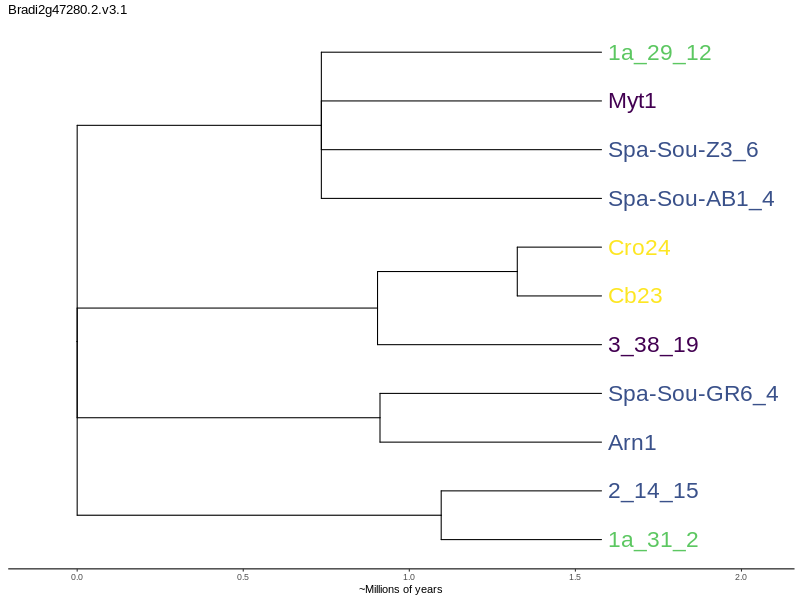 Bradi2g47280.2.v3.1
1a_29_12
Myt1
Spa-Sou-Z3_6
Spa-Sou-AB1_4
Cro24
Cb23
3_38_19
Spa-Sou-GR6_4
Arn1
2_14_15
1a_31_2
0.0 0.5 1.0 1.5 2.0
~Millions of years